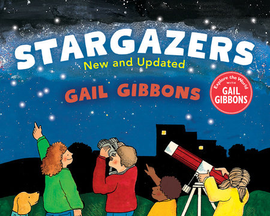 STARGAZERS
New and Updated
GAIL GIBBONS
Explore the World
WITH
GAIL
GIBBONS